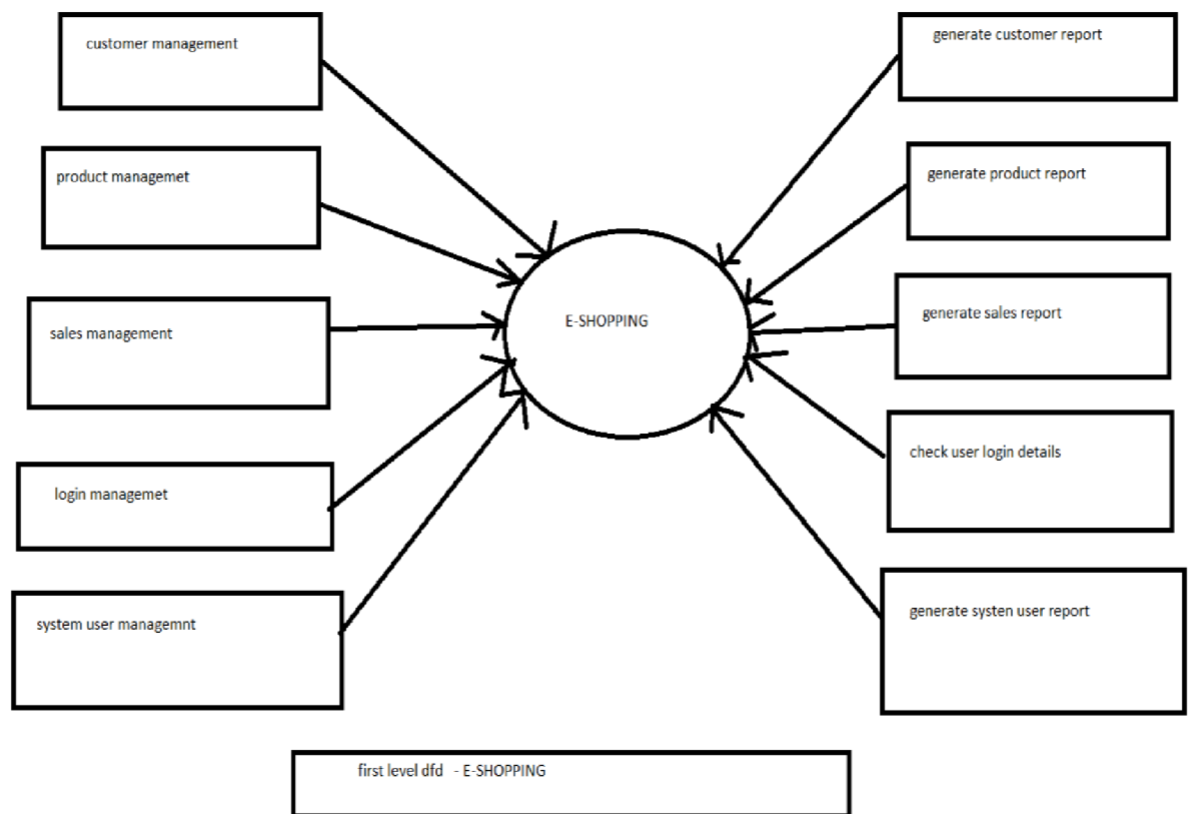 customer management
generate customer report
product managemet
generate product report
sales management
E-SHOPPING
generate sales report
login managemet
check user login details
system user managemnt
generate systen user report
first level dfd - E-SHOPPING